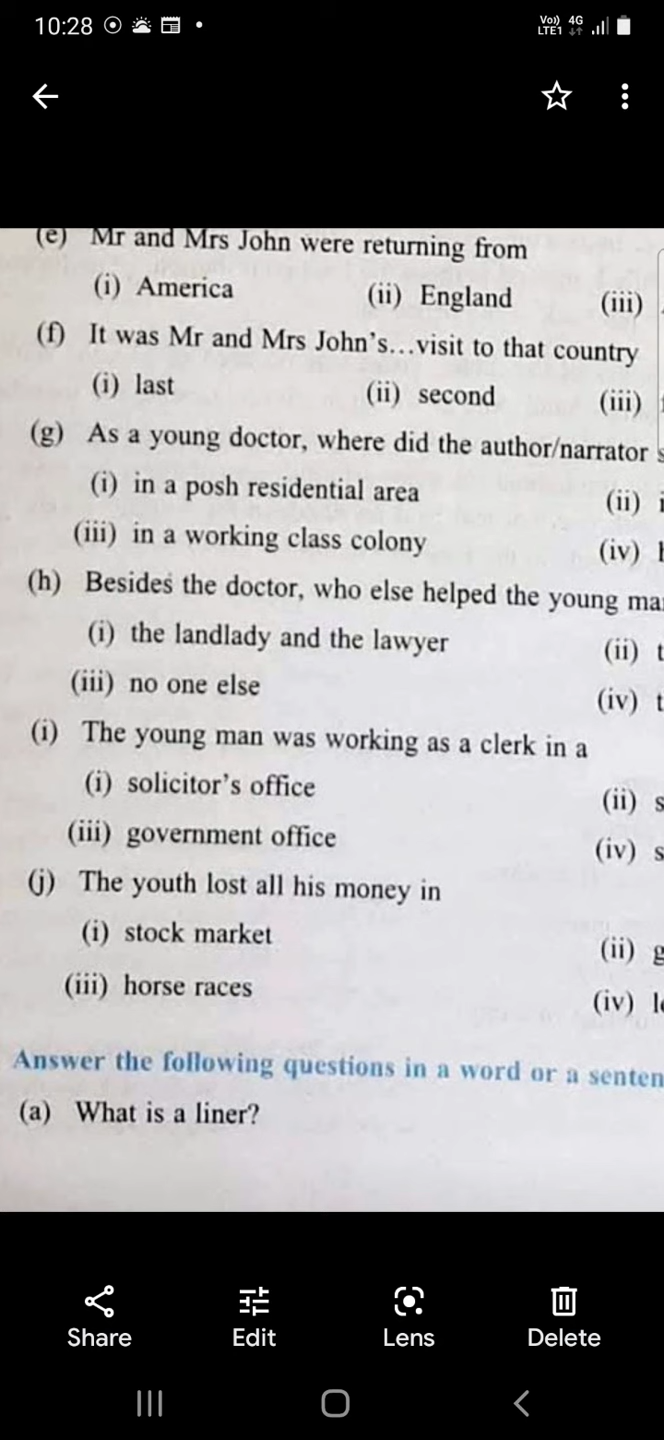 10:28
Vo)) 4G
LTE1
(e) Mr and Mrs John were returning from
(i) America (ii) England (iii)
(f) It was Mr and Mrs John's...visit to that country
(i) last (ii) second (iii)
(g) As a young doctor, where did the author/narrator
(i) in a posh residential area (ii)
(iii) in a working class colony (iv)
(h) Besides the doctor, who else helped the young
(i) the landlady and the lawyer (ii)
(iii) no one else (iv)
(i) The young man was working as a clerk in a
(i) solicitor's office (ii)
(iii) government office (iv)
(j) The youth lost all his money in
(i) stock market (ii)
(iii) horse races (iv)
Answer the following questions in a word or a
(a) What is a liner?
Share Edit Lens Delete